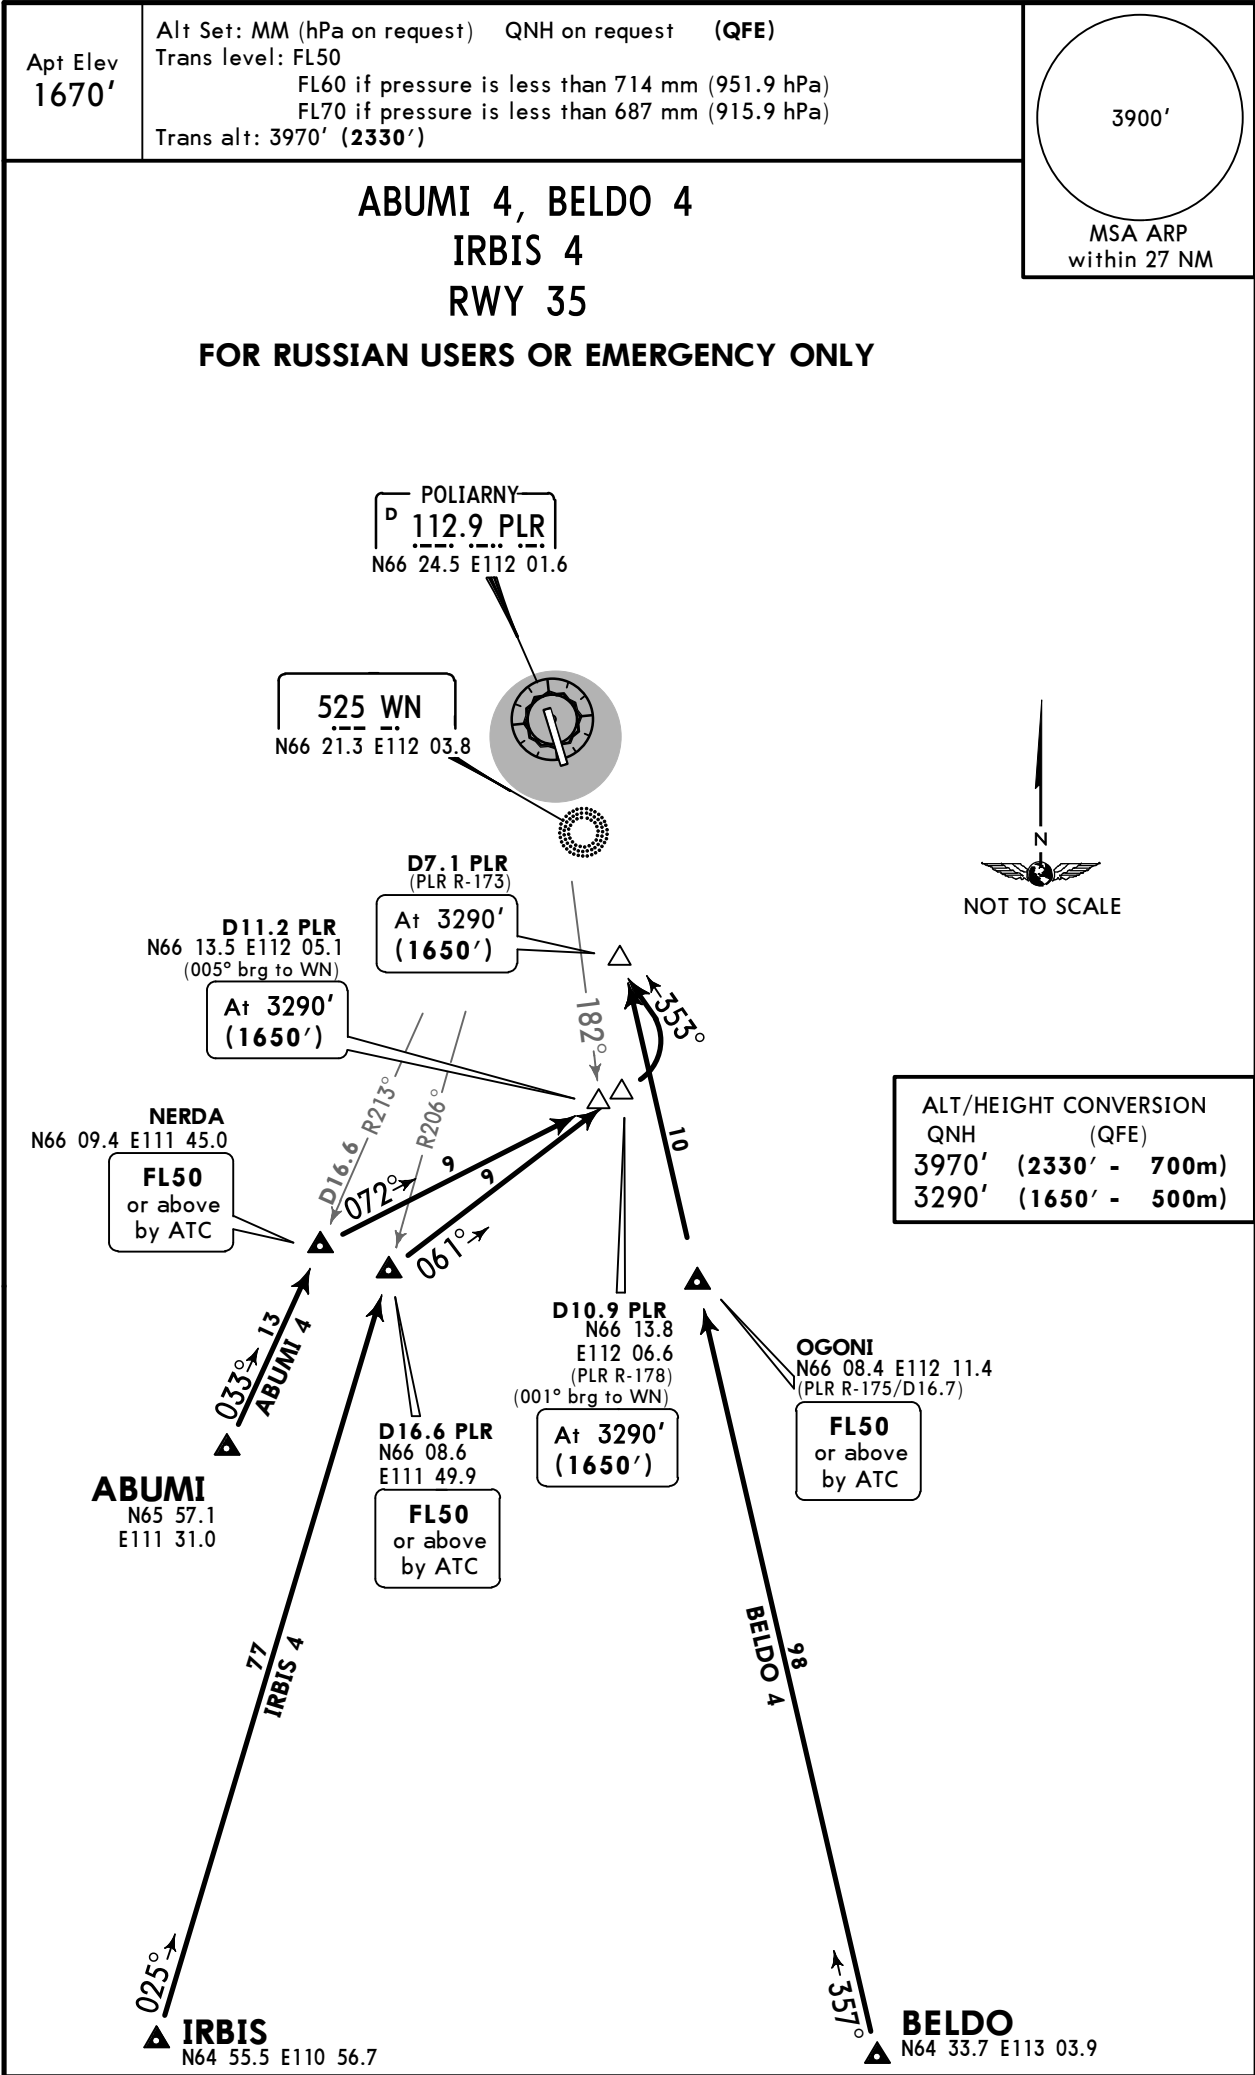 Apt Elev
1670'
Alt Set: MM (hPa on request) QNH on request (QFE)
Trans level: FL50
FL60 if pressure is less than 714 mm (951.9 hPa)
FL70 if pressure is less than 687 mm (915.9 hPa)
Trans alt: 3970' (2330')
3900'
MSA ARP
within 27 NM
ABUMI 4, BELDO 4
IRBIS 4
RWY 35
FOR RUSSIAN USERS OR EMERGENCY ONLY
POLIARNY
D 112.9 PLR
N66 24.5 E112 01.6
525 WN
N66 21.3 E112 03.8
N
NOT TO SCALE
D7.1 PLR
(PLR R-173)
At 3290'
(1650')
D11.2 PLR
N66 13.5 E112 05.1
(005° brg to WN)
At 3290'
(1650')
182°
353°
D16.6 R213°
R206°
NERDA
N66 09.4 E111 45.0
FL50
or above
by ATC
072° 9
061° 9
10
ALT/HEIGHT CONVERSION
QNH (QFE)
3970' (2330' - 700m)
3290' (1650' - 500m)
033° 13
ABUMI 4
ABUMI
N65 57.1
E111 31.0
D16.6 PLR
N66 08.6
E111 49.9
FL50
or above
by ATC
D10.9 PLR
N66 13.8
E112 06.6
(PLR R-178)
(001° brg to WN)
At 3290'
(1650')
OGONI
N66 08.4 E112 11.4
(PLR R-175/D16.7)
FL50
or above
by ATC
77
IRBIS 4
98
BELDO 4
025°
IRBIS
N64 55.5 E110 56.7
357°
BELDO
N64 33.7 E113 03.9